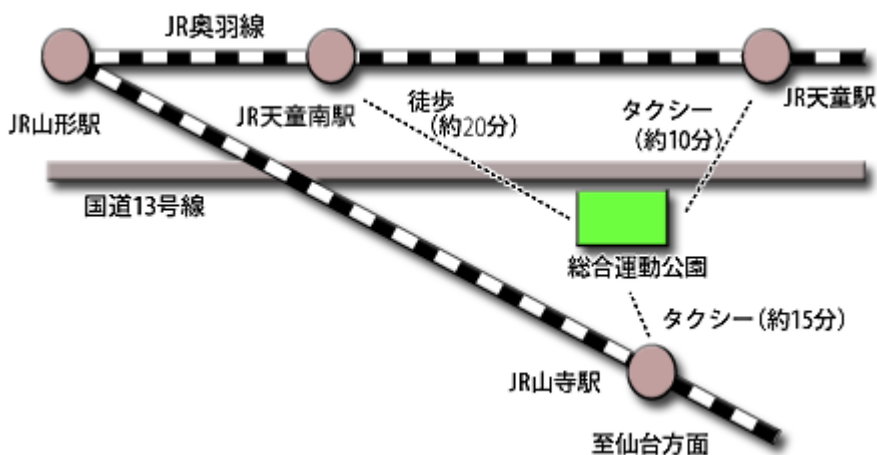 JR奥羽線
JR山形駅
JR天童南駅
徒歩
(約20分)
タクシー
(約10分)
JR天童駅
国道13号線
総合運動公園
タクシー(約15分)
JR山寺駅
至仙台方面